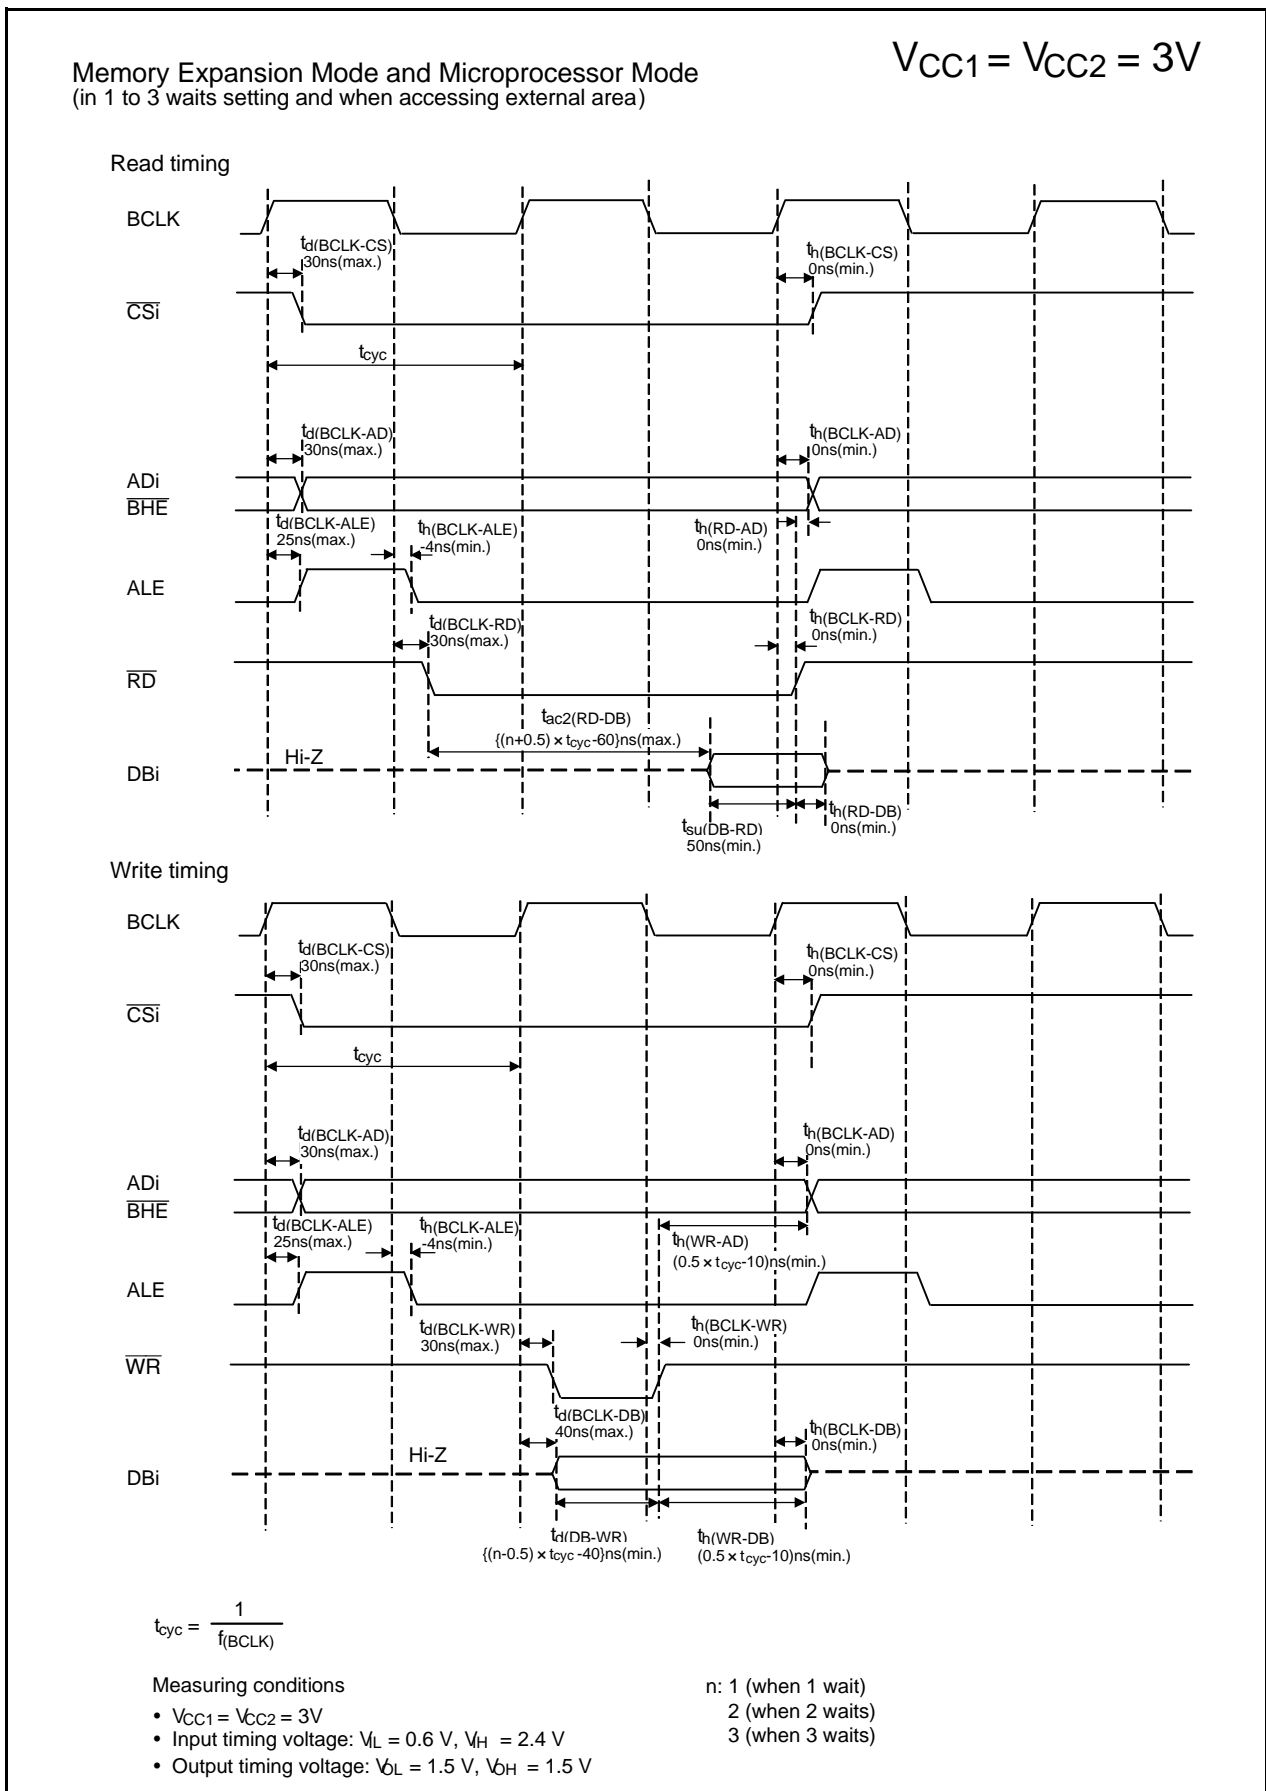 VCC1 = VCC2 = 3V
Memory Expansion Mode and Microprocessor Mode
(in 1 to 3 waits setting and when accessing external area)
Read timing
BCLK
td(BCLK-CS)
30ns(max.)
th(BCLK-CS)
0ns(min.)
CSi
tcyc
td(BCLK-AD)
30ns(max.)
th(BCLK-AD)
0ns(min.)
ADi
BHE
td(BCLK-ALE)
25ns(max.)
th(BCLK-ALE)
-4ns(min.)
th(RD-AD)
0ns(min.)
ALE
td(BCLK-RD)
30ns(max.)
th(BCLK-RD)
0ns(min.)
RD
tac2(RD-DB)
{(n+0.5) × tcyc-60}ns(max.)
Hi-Z
DBi
tsu(DB-RD)
50ns(min.)
th(RD-DB)
0ns(min.)
Write timing
BCLK
td(BCLK-CS)
30ns(max.)
th(BCLK-CS)
0ns(min.)
CSi
tcyc
td(BCLK-AD)
30ns(max.)
th(BCLK-AD)
0ns(min.)
ADi
BHE
td(BCLK-ALE)
25ns(max.)
th(BCLK-ALE)
-4ns(min.)
th(WR-AD)
(0.5 × tcyc-10)ns(min.)
ALE
td(BCLK-WR)
30ns(max.)
th(BCLK-WR)
0ns(min.)
WR
td(BCLK-DB)
40ns(max.)
th(BCLK-DB)
0ns(min.)
Hi-Z
DBi
td(DB-WR)
{(n-0.5) × tcyc -40}ns(min.)
th(WR-DB)
(0.5 × tcyc-10)ns(min.)
tcyc = 1
f(BCLK)
Measuring conditions
• VCC1 = VCC2 = 3V
• Input timing voltage: VIL = 0.6 V, VIH = 2.4 V
• Output timing voltage: VOL = 1.5 V, VOH = 1.5 V
n: 1 (when 1 wait)
2 (when 2 waits)
3 (when 3 waits)